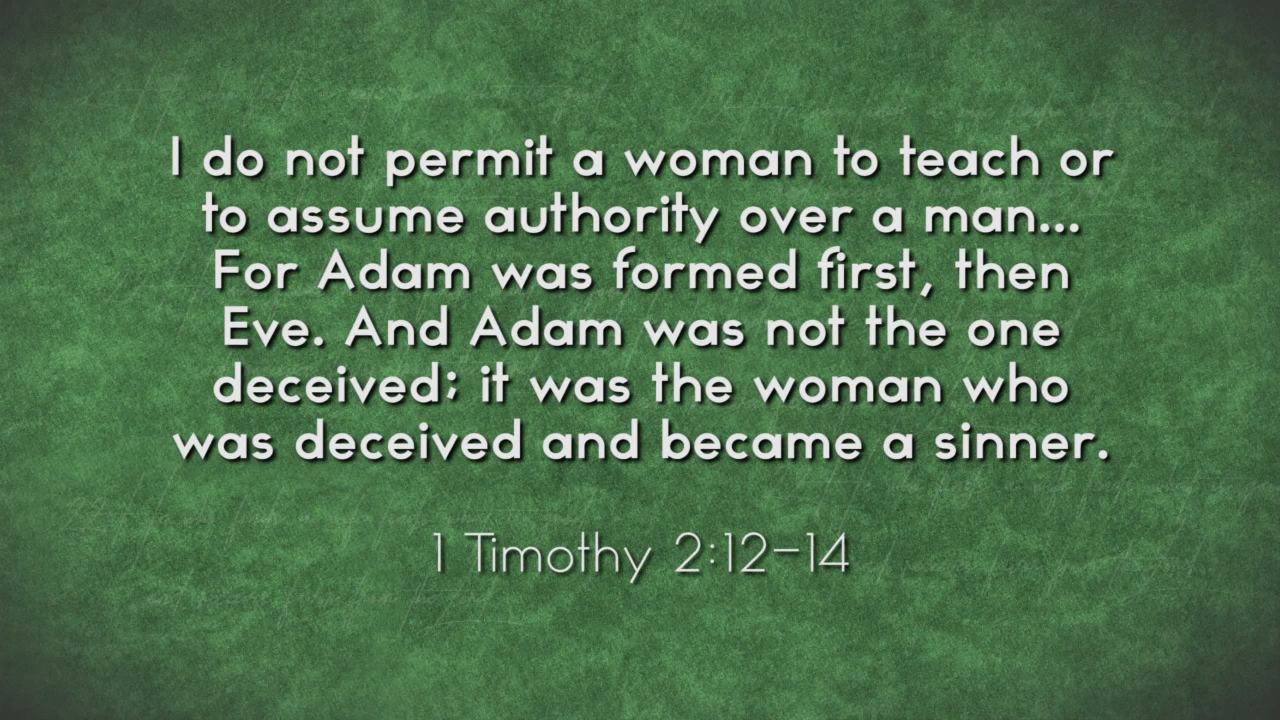 I do not permit a woman to teach or
to assume authority over a man...
For Adam was formed first, then
Eve. And Adam was not the one
deceived; it was the woman who
was deceived and became a sinner.
1 Timothy 2:12-14